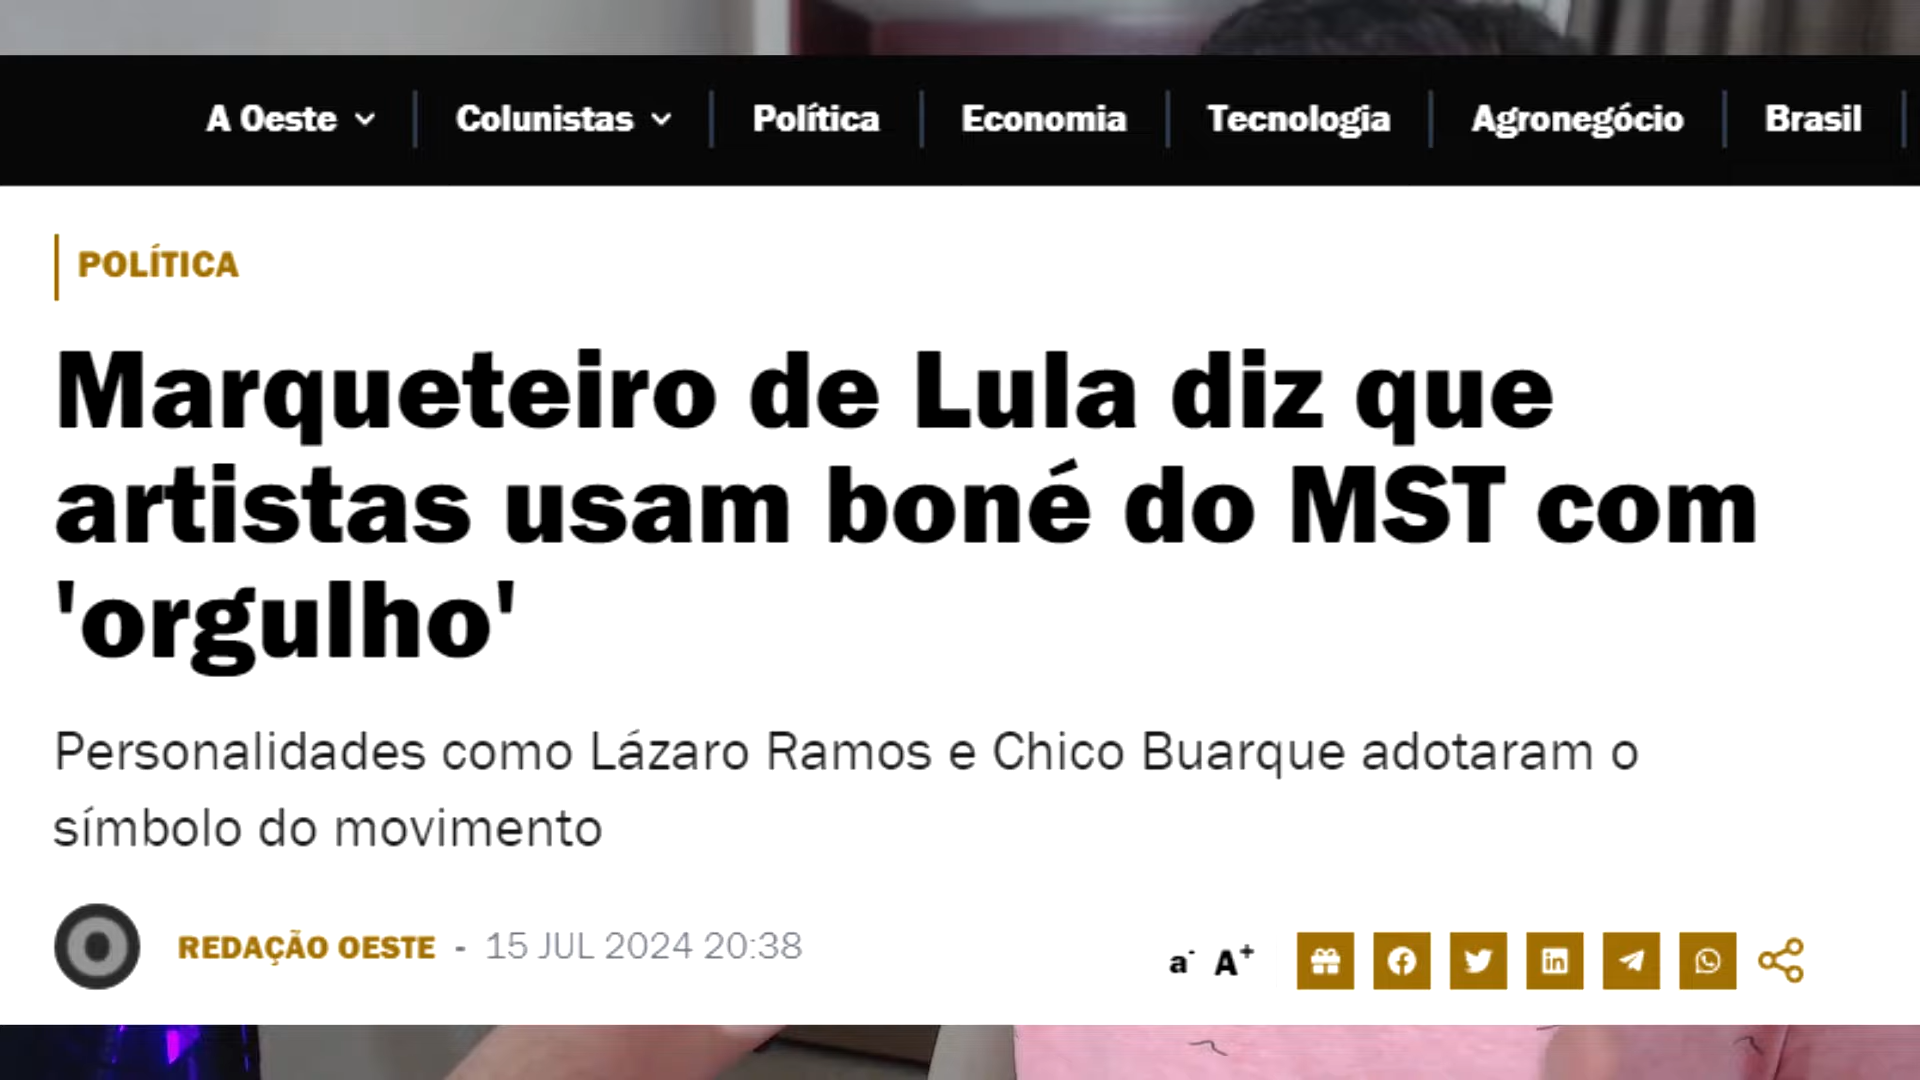 A Oeste Colunistas Política Economia Tecnologia Agronegócio Brasil
POLÍTICA
Marqueteiro de Lula diz que
artistas usam boné do MST com
'orgulho'
Personalidades como Lázaro Ramos e Chico Buarque adotaram o
símbolo do movimento
REDAÇÃO OESTE - 15 JUL 2024 20:38
a- A+